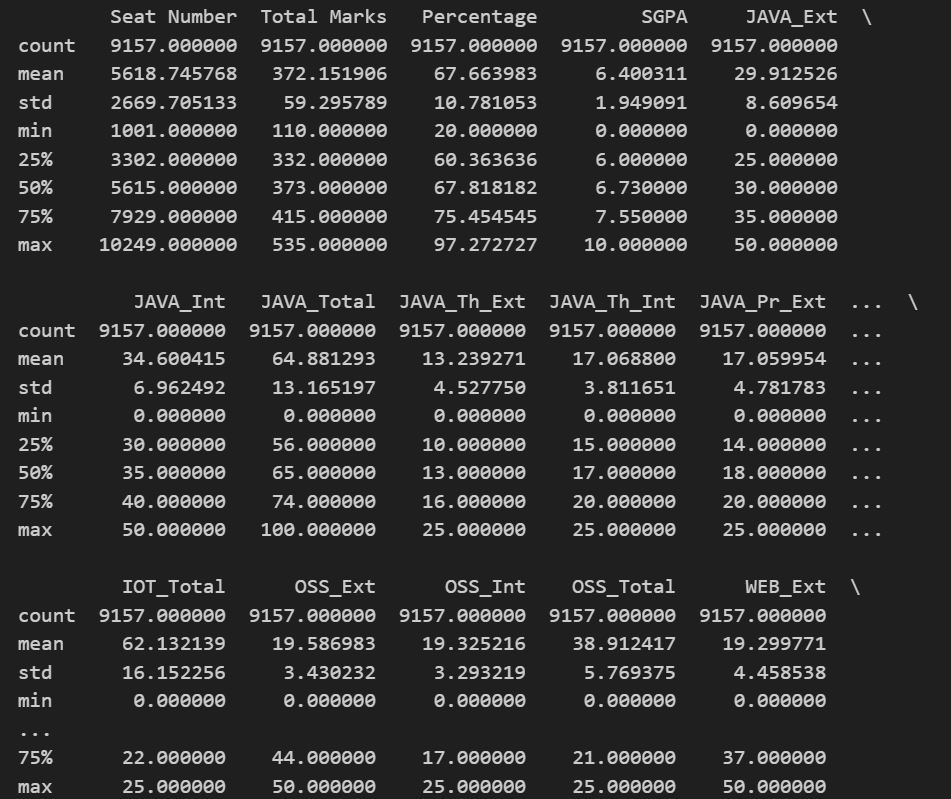 Seat Number  Total Marks   Percentage         SGPA     JAVA_Ext  \
count   9157.000000  9157.000000  9157.000000  9157.000000  9157.000000
mean    5618.745768   372.151906    67.663983     6.400311    29.912526
std     2669.705133    59.295789    10.781053     1.949091     8.609654
min     1001.000000   110.000000    20.000000     0.000000     0.000000
25%     3302.000000   332.000000    60.363636     6.000000    25.000000
50%     5615.000000   373.000000    67.818182     6.730000    30.000000
75%     7929.000000   415.000000    75.454545     7.550000    35.000000
max    10249.000000   535.000000    97.272727    10.000000    50.000000
JAVA_Int   JAVA_Total  JAVA_Th_Ext  JAVA_Th_Int  JAVA_Pr_Ext  ...  \
count  9157.000000  9157.000000  9157.000000  9157.000000  9157.000000  ...
mean     34.600415    64.881293    13.239271    17.068800    17.059954  ...
std       6.962492    13.165197     4.527750     3.811651     4.781783  ...
min       0.000000     0.000000     0.000000     0.000000     0.000000  ...
25%      30.000000    56.000000    10.000000    15.000000    14.000000  ...
50%      35.000000    65.000000    13.000000    17.000000    18.000000  ...
75%      40.000000    74.000000    16.000000    20.000000    20.000000  ...
max      50.000000   100.000000    25.000000    25.000000    25.000000  ...
IOT_Total      OSS_Ext      OSS_Int    OSS_Total      WEB_Ext  \
count  9157.000000  9157.000000  9157.000000  9157.000000  9157.000000
mean     62.132139    19.586983    19.325216    38.912417    19.299771
std      16.152256     3.430232     3.293219     5.769375     4.458538
min       0.000000     0.000000     0.000000     0.000000     0.000000
...
75%      22.000000    44.000000    17.000000    21.000000    37.000000
max      25.000000    50.000000    25.000000    25.000000    50.000000